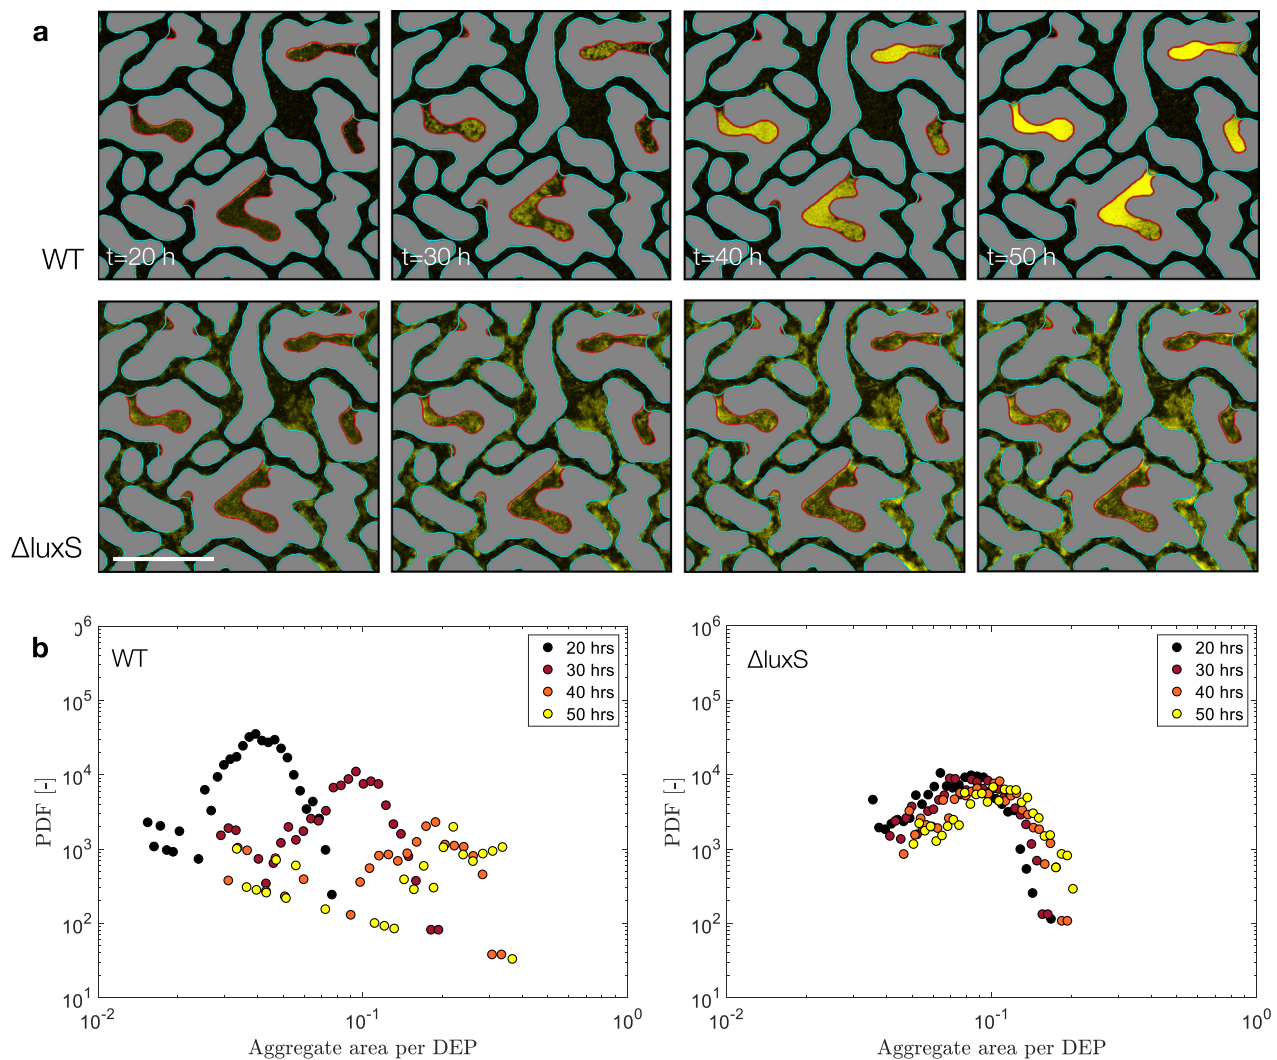 a
WT
t=20 h
t=30 h
t=40 h
t=50 h
ΔluxS
b
WT
20 hrs
30 hrs
40 hrs
50 hrs
PDF [-]
10^6
10^5
10^4
10^3
10^2
10^1
10^-2
10^-1
10^0
Aggregate area per DEP
ΔluxS
20 hrs
30 hrs
40 hrs
50 hrs
PDF [-]
10^6
10^5
10^4
10^3
10^2
10^1
10^-2
10^-1
10^0
Aggregate area per DEP